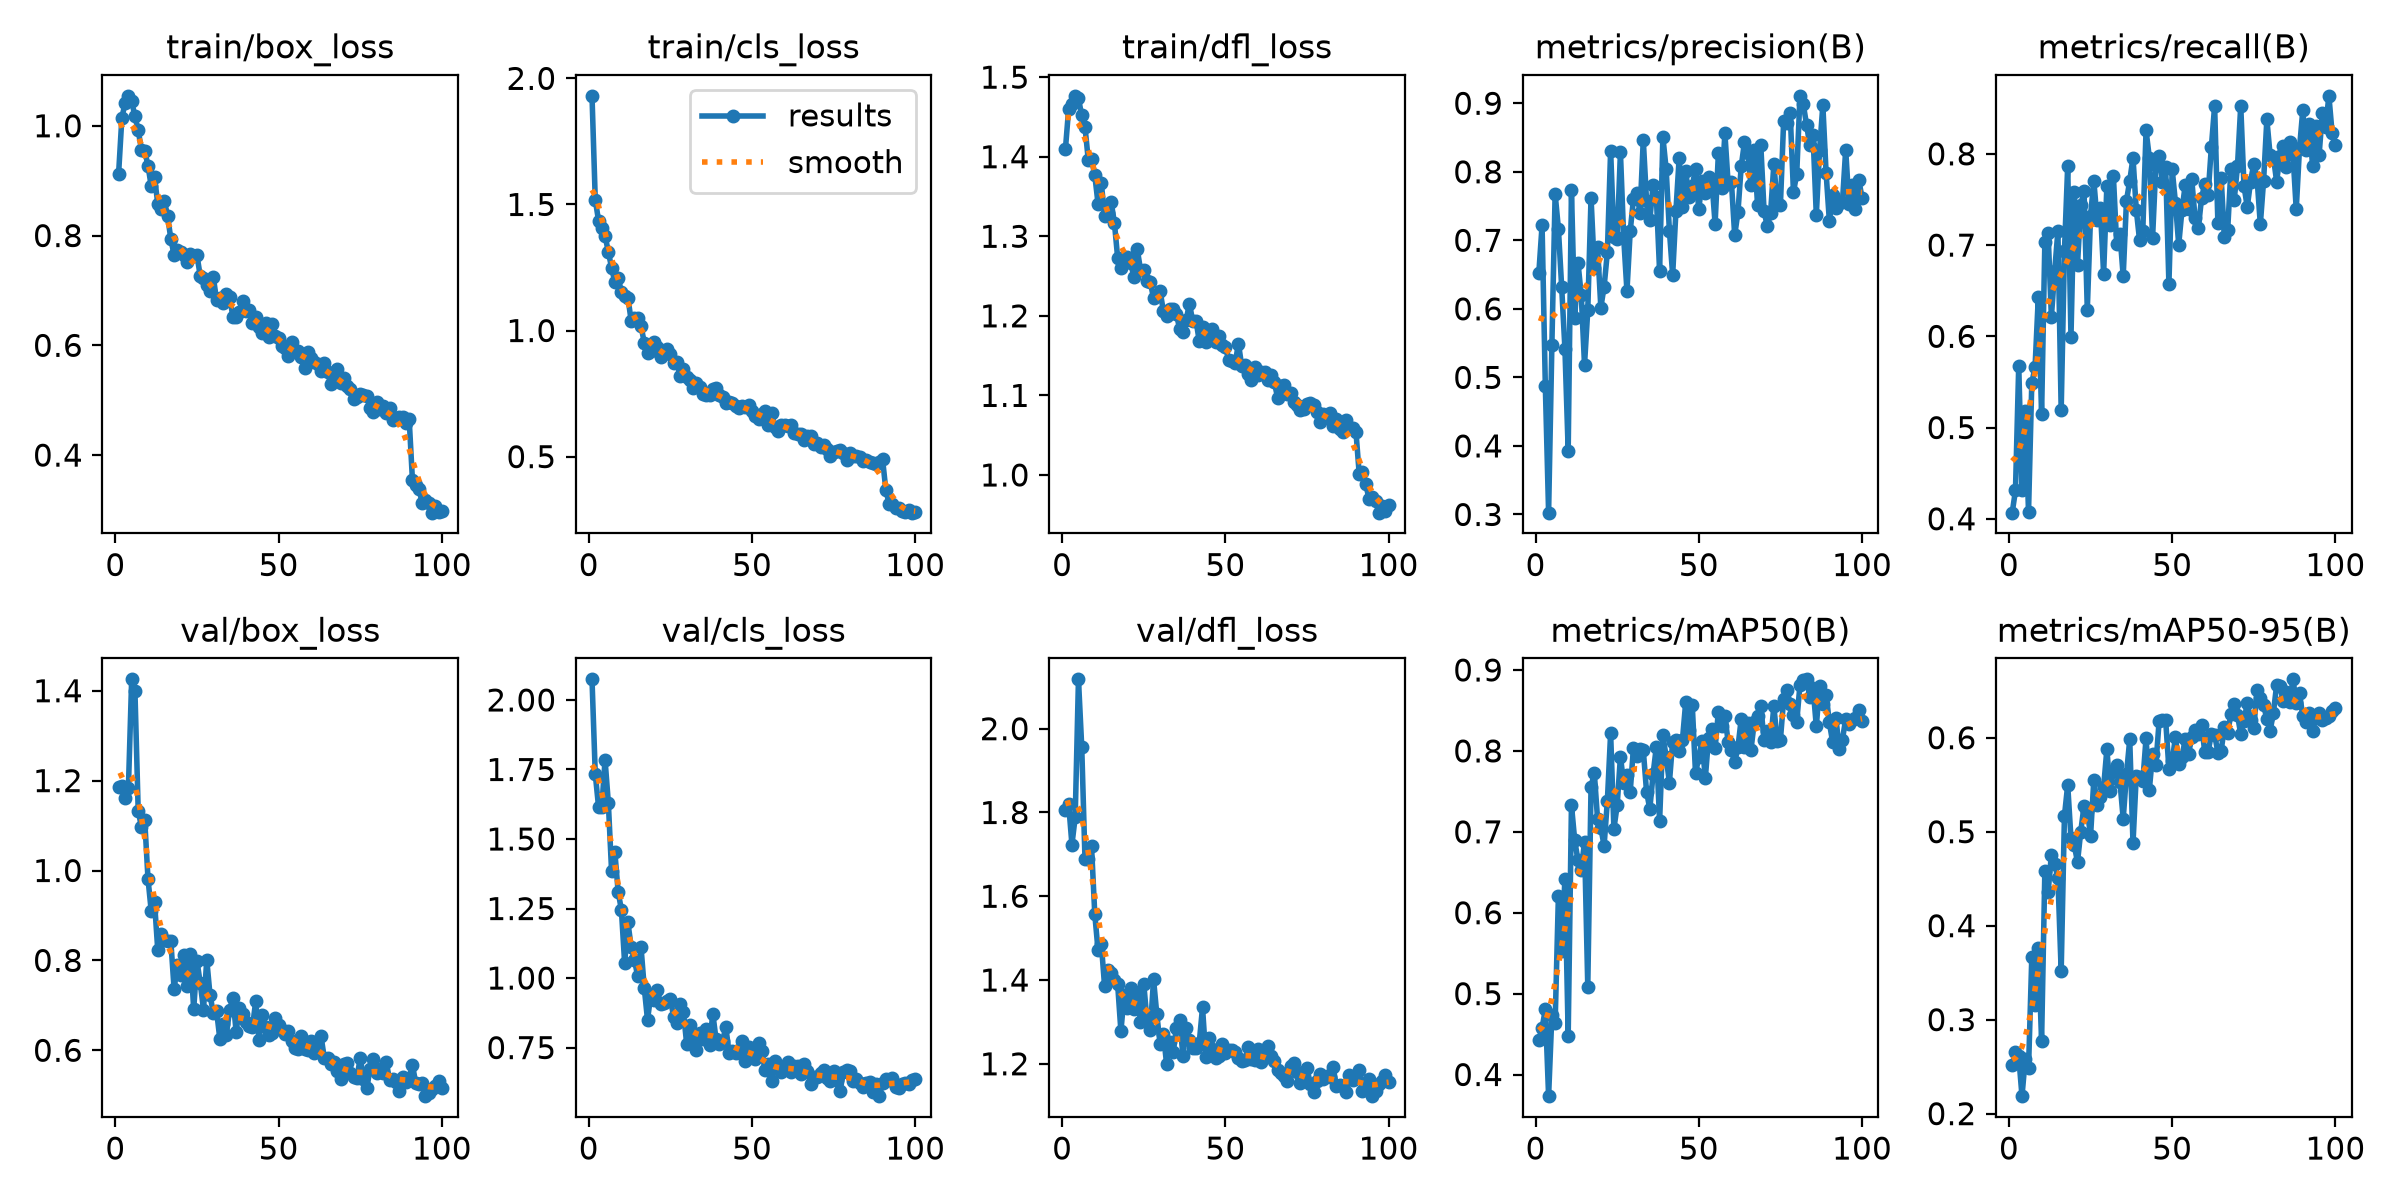 train/box_loss
1.0
0.8
0.6
0.4
0 50 100
train/cls_loss
results
smooth
2.0
1.5
1.0
0.5
0 50 100
train/dfl_loss
1.5
1.4
1.3
1.2
1.1
1.0
0 50 100
metrics/precision(B)
0.9
0.8
0.7
0.6
0.5
0.4
0.3
0 50 100
metrics/recall(B)
0.8
0.7
0.6
0.5
0.4
0 50 100
val/box_loss
1.4
1.2
1.0
0.8
0.6
0 50 100
val/cls_loss
2.00
1.75
1.50
1.25
1.00
0.75
0 50 100
val/dfl_loss
2.0
1.8
1.6
1.4
1.2
0 50 100
metrics/mAP50(B)
0.9
0.8
0.7
0.6
0.5
0.4
0 50 100
metrics/mAP50-95(B)
0.6
0.5
0.4
0.3
0.2
0 50 100